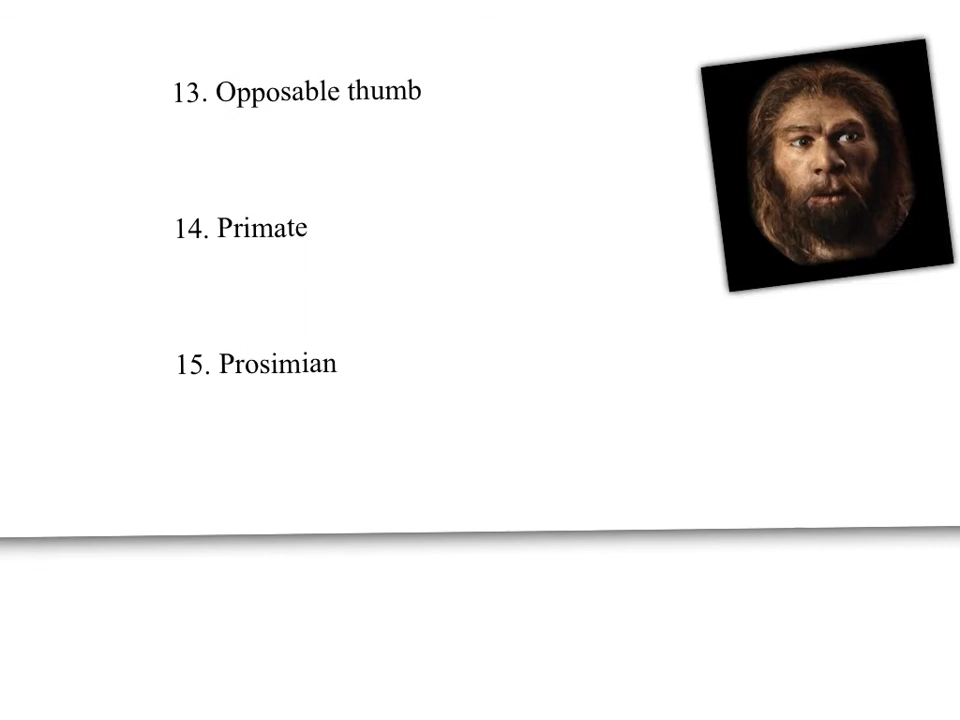 13. Opposable thumb
14. Primate
15. Prosimian